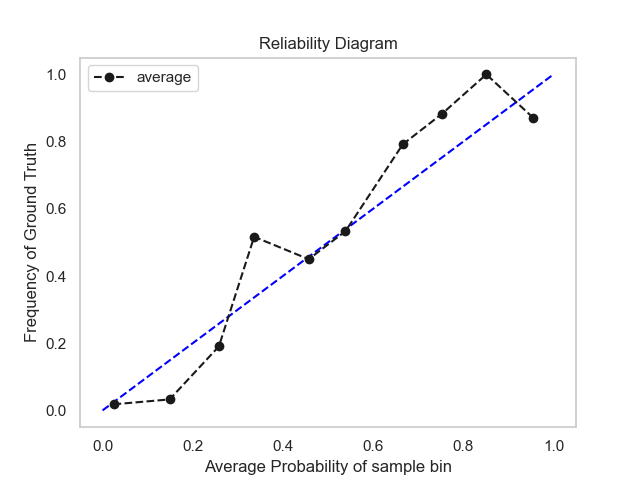 Reliability Diagram
average
1.0
0.8
0.6
0.4
0.2
0.0
Frequency of Ground Truth
0.0 0.2 0.4 0.6 0.8 1.0
Average Probability of sample bin